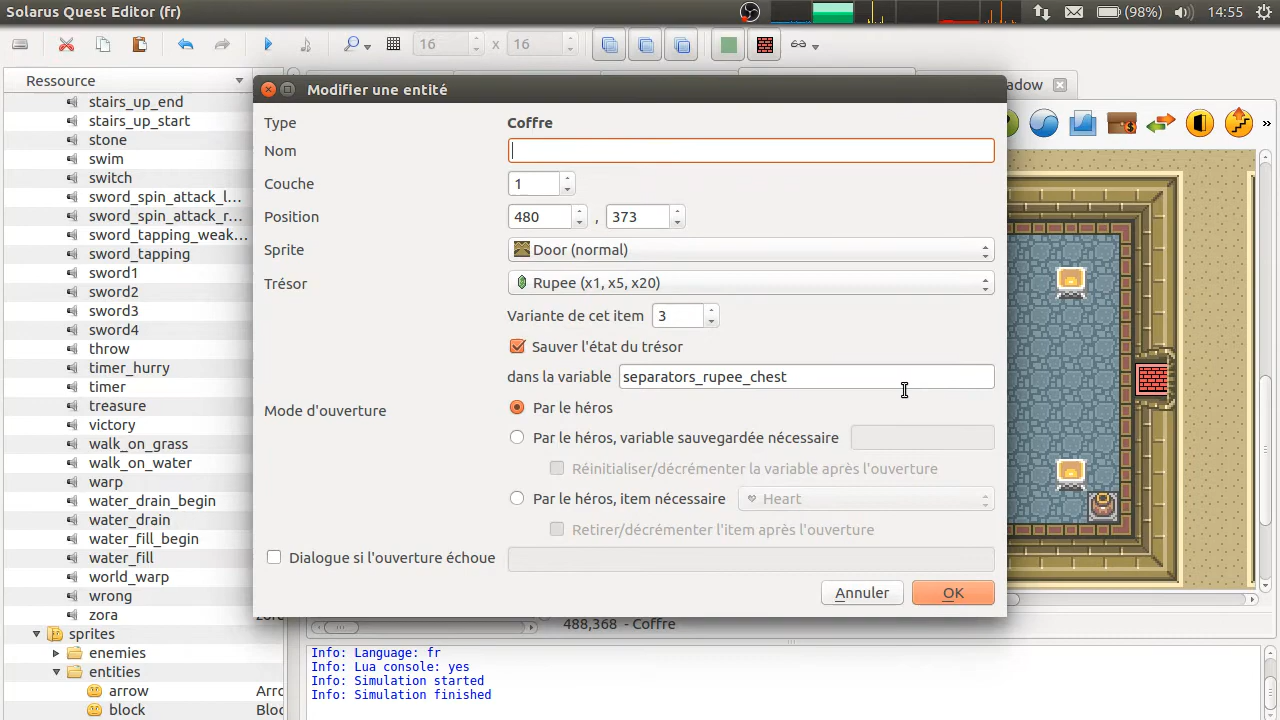 Solarus Quest Editor (fr)
(98%)
14:55
16 x 16
Ressource
stairs_up_end
stairs_up_start
stone
swim
switch
sword_spin_attack_l...
sword_spin_attack_r...
sword_tapping_weak...
sword_tapping
sword1
sword2
sword3
sword4
throw
timer_hurry
timer
treasure
victory
walk_on_grass
walk_on_water
warp
water_drain_begin
water_drain
water_fill_begin
water_fill
world_warp
wrong
zora
sprites
enemies
entities
arrow
Arro
block
Bloc
adow
»
Modifier une entité
Type
Coffre
Nom
Couche
1
Position
480 , 373
Sprite
Door (normal)
Trésor
Rupee (x1, x5, x20)
Variante de cet item 3
Sauver l'état du trésor
dans la variable separators_rupee_chest
Mode d'ouverture
Par le héros
Par le héros, variable sauvegardée nécessaire
Réinitialiser/décrémenter la variable après l'ouverture
Par le héros, item nécessaire
Heart
Retirer/décrémenter l'item après l'ouverture
Dialogue si l'ouverture échoue
Annuler
OK
488,368 - Coffre
Info: Language: fr
Info: Lua console: yes
Info: Simulation started
Info: Simulation finished